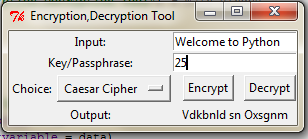 Encryption,Decryption Tool
Input: Welcome to Python
Key/Passphrase: 25
Choice: Caesar Cipher Encrypt Decrypt
Output: Vdkbnld sn Oxsgnm
variable = data)